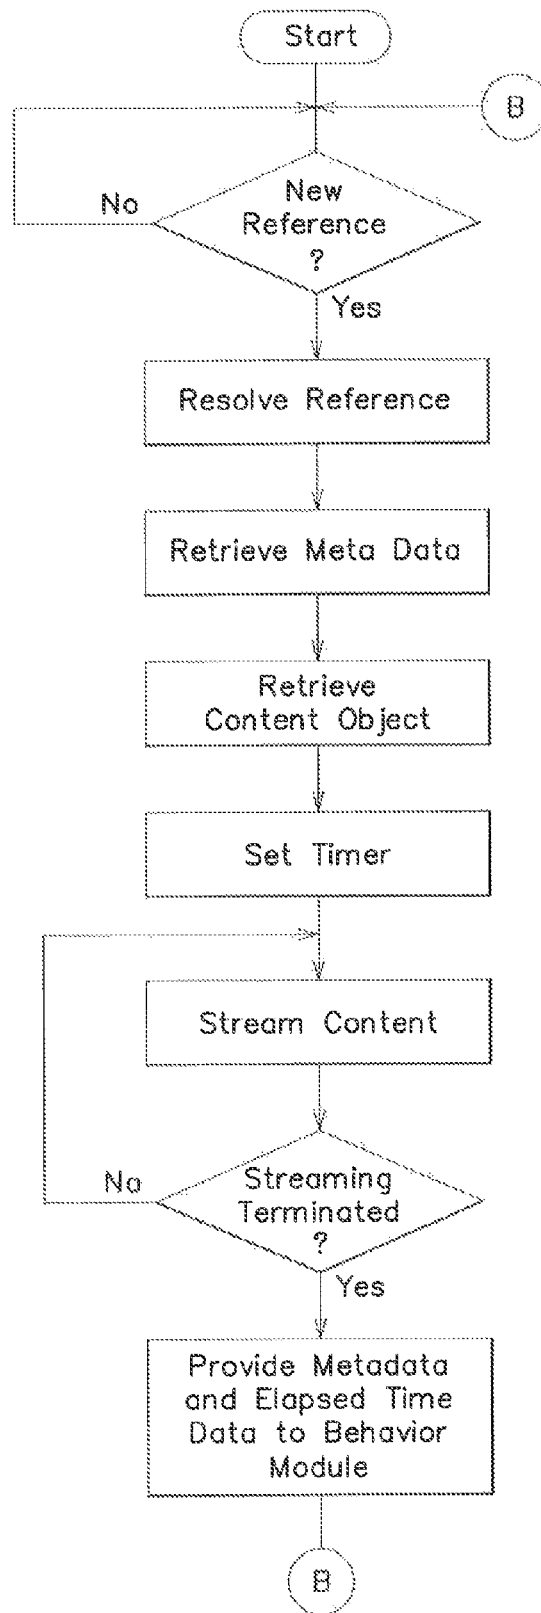 Start
B
New
Reference
?
No
Yes
Resolve Reference
Retrieve Meta Data
Retrieve
Content Object
Set Timer
Stream Content
Streaming
Terminated
?
No
Yes
Provide Metadata
and Elapsed Time
Data to Behavior
Module
B